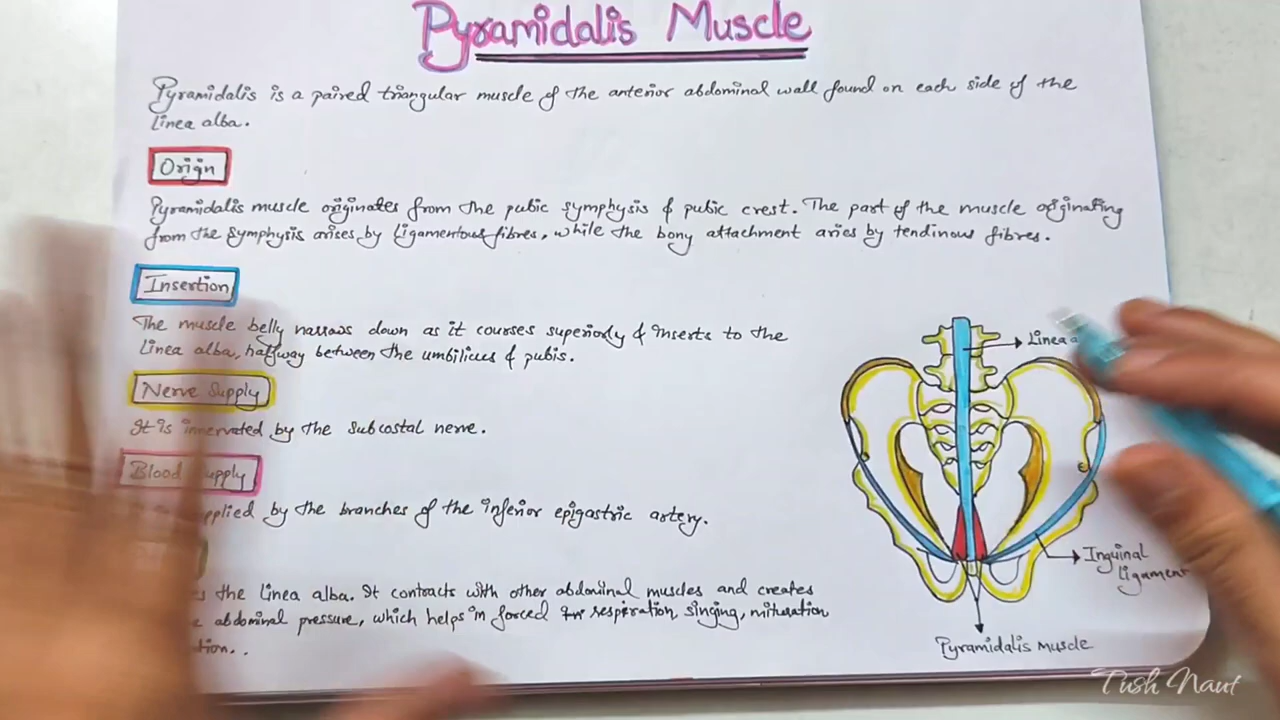 Pyramidalis Muscle
Pyramidalis is a paired triangular muscle of the anterior abdominal wall found on each side of the
linea alba.
Origin
Pyramidalis muscle originates from the pubic symphysis & pubic crest. The part of the muscle originating
from the symphysis arises by ligamentous fibres, while the bony attachment aries by tendinous fibres.
Insertion
The muscle belly narrows down as it courses superiorly & inserts to the
linea alba, halfway between the umbilicus & pubis.
Nerve Supply
It is innervated by the subcostal nerve.
Blood Supply
supplied by the branches of the inferior epigastric artery.
the linea alba. It contracts with other abdominal muscles and creates
abdominal pressure, which helps in forced respiration, singing, mituration
Linea
Inguinal
Ligament
Pyramidalis Muscle
Tush Naut